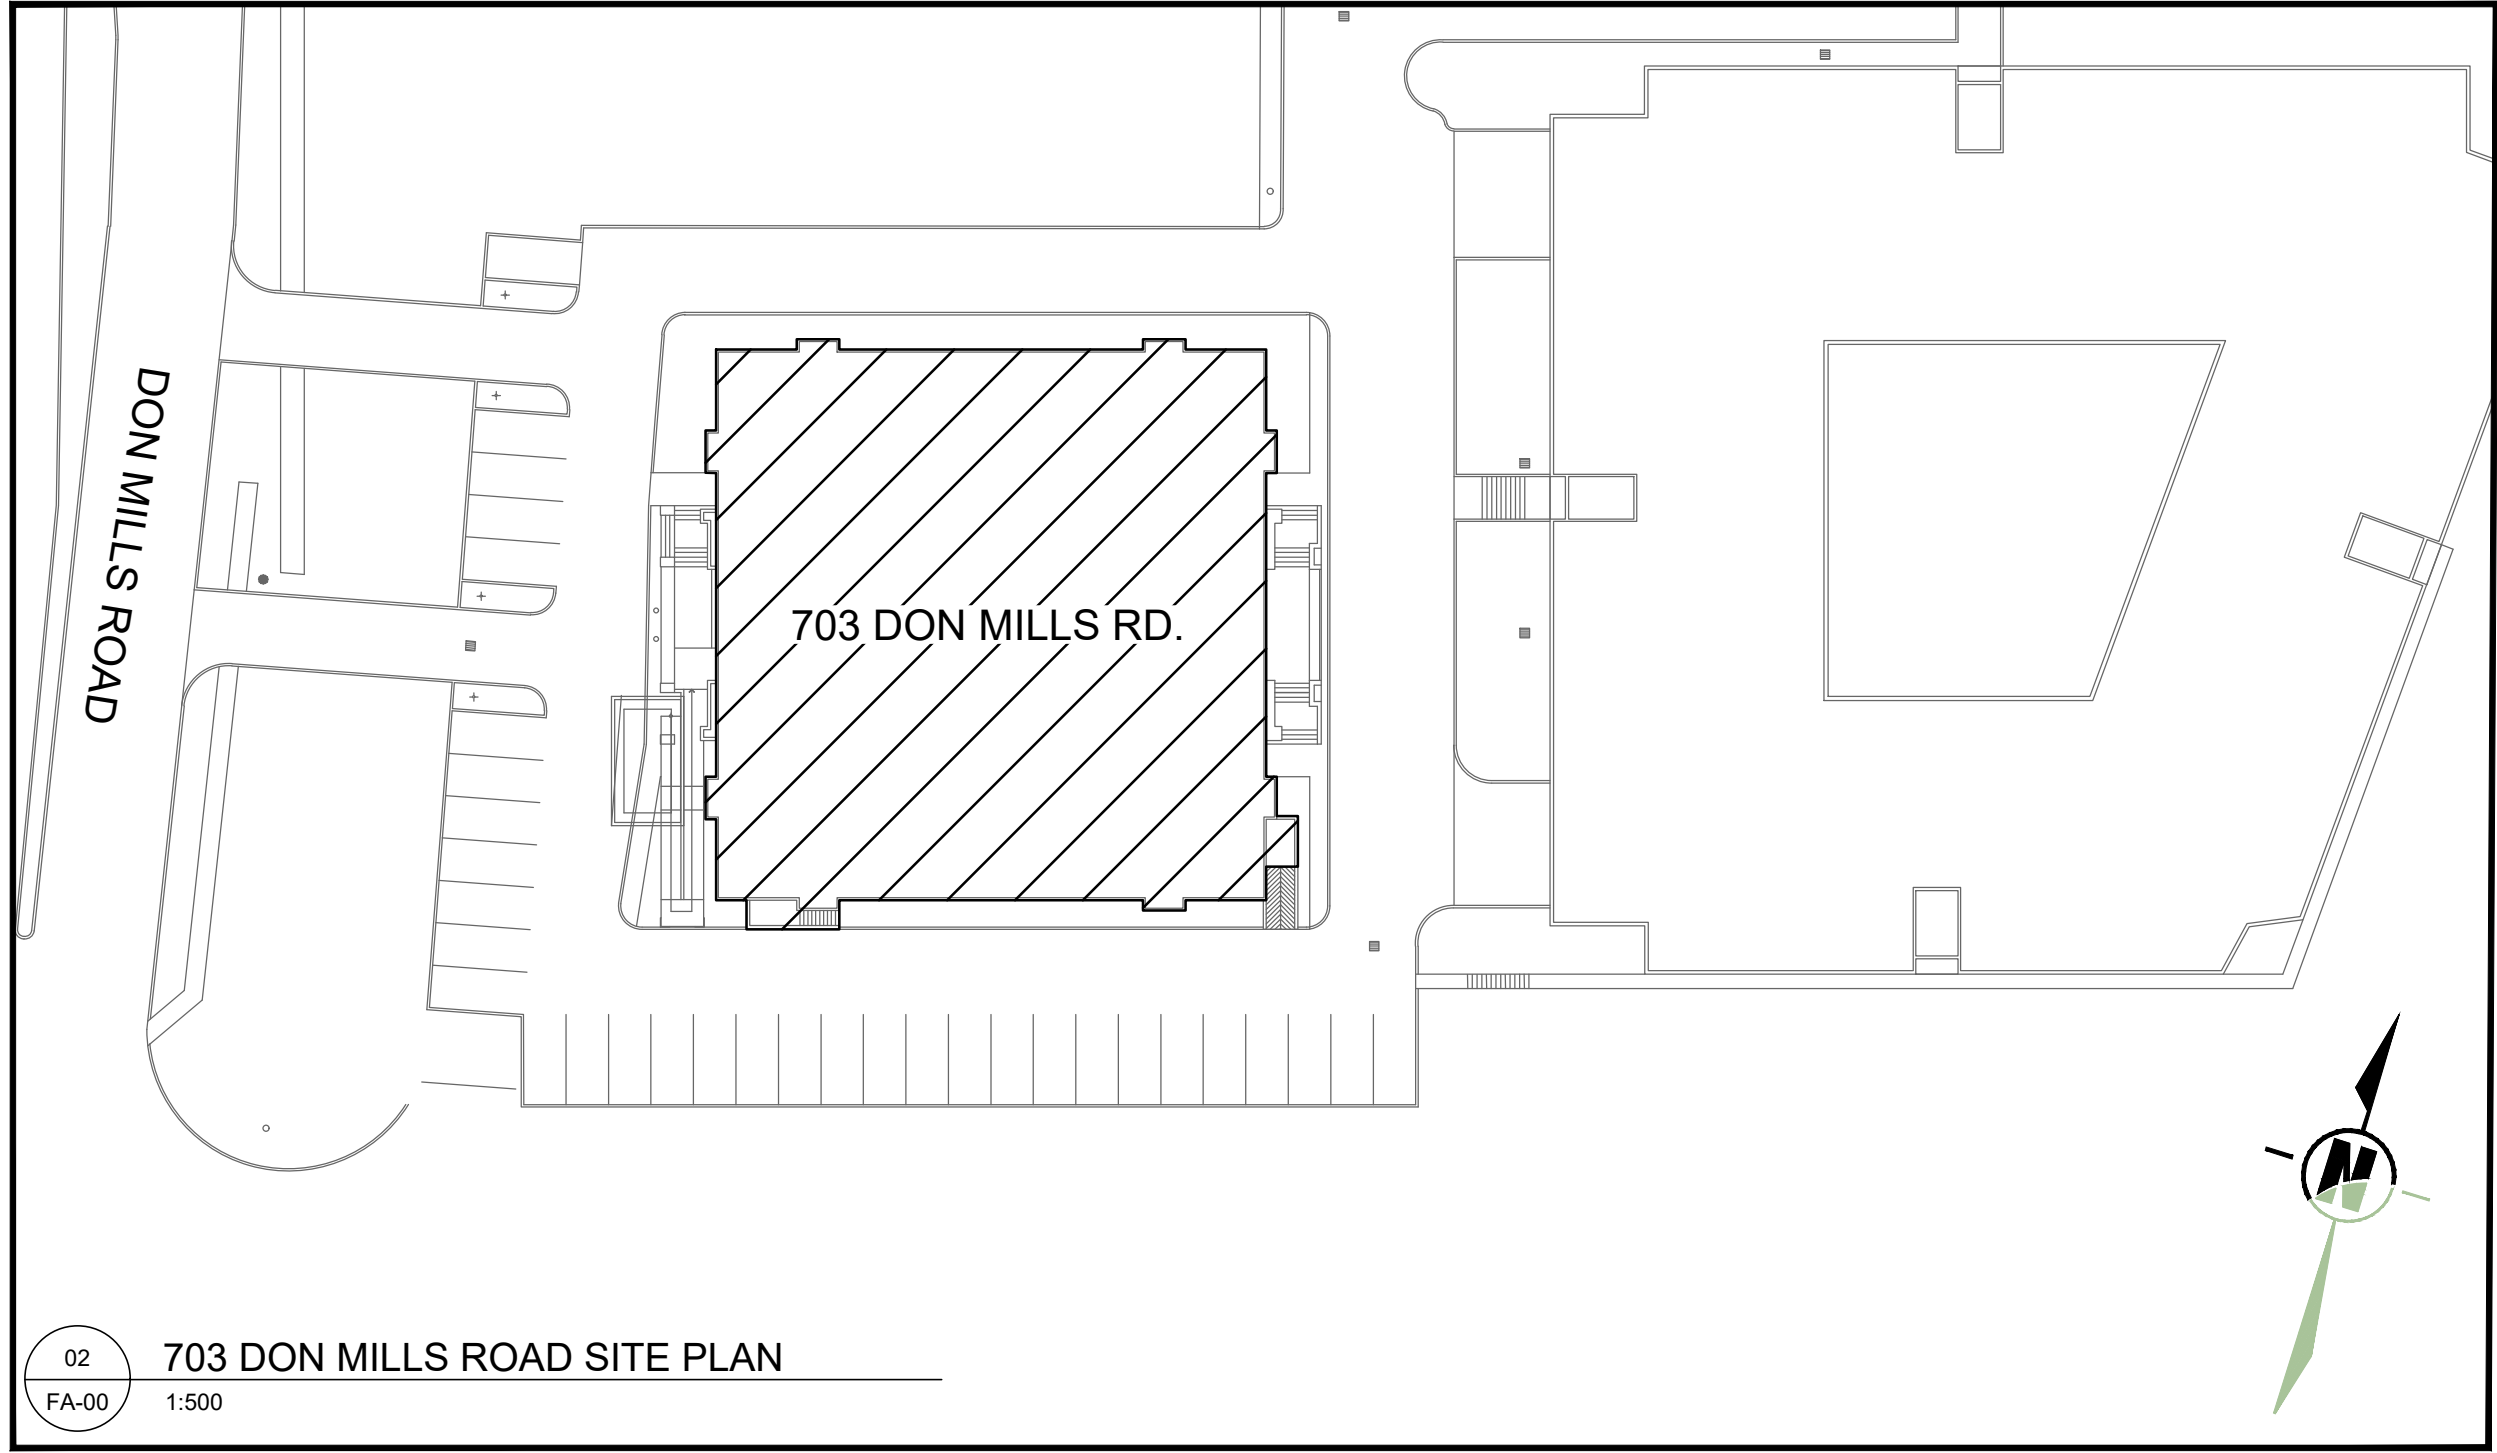 DON MILLS ROAD
703 DON MILLS RD.
N
02
703 DON MILLS ROAD SITE PLAN
FA-00
1:500